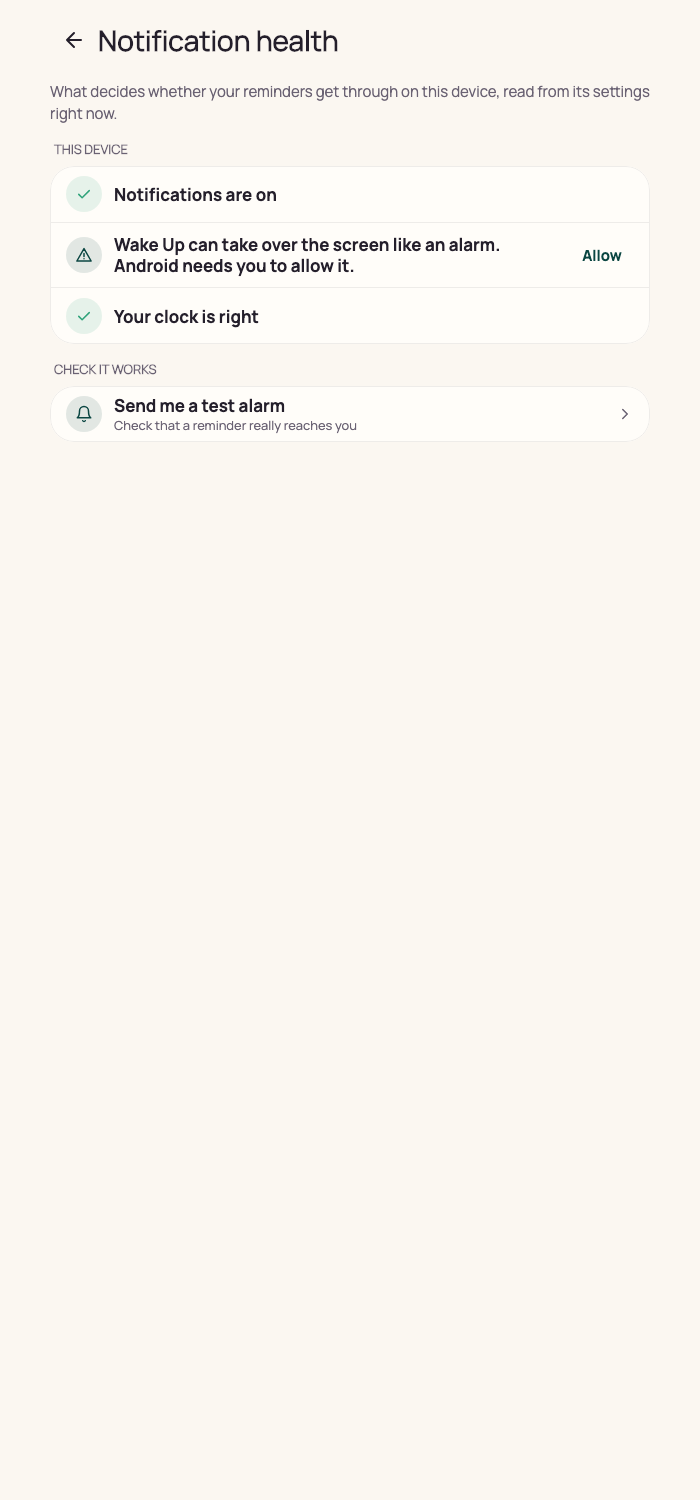 Notification health
What decides whether your reminders get through on this device, read from its settings
right now.
THIS DEVICE
Notifications are on
Wake Up can take over the screen like an alarm.
Android needs you to allow it.
Allow
Your clock is right
CHECK IT WORKS
Send me a test alarm
Check that a reminder really reaches you